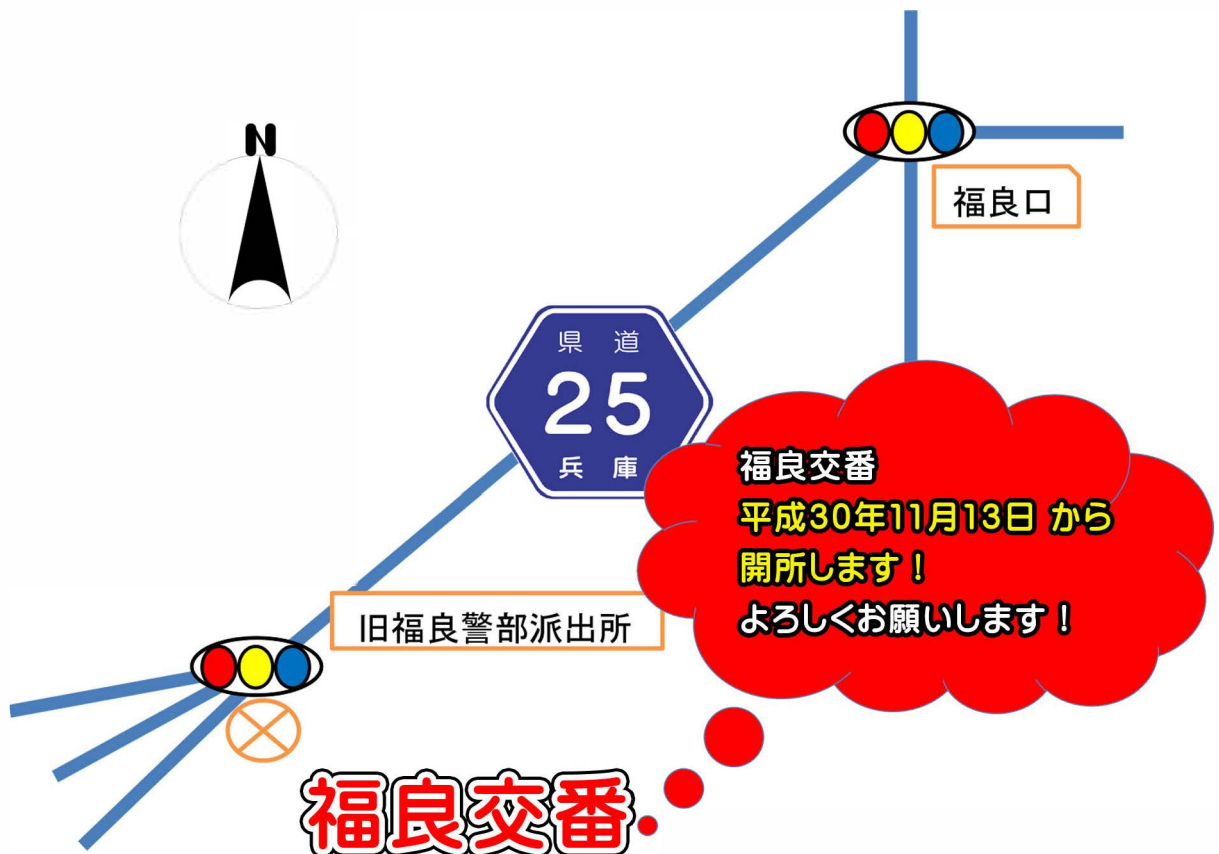 N
福良口
県道
25
兵庫
福良交番
平成30年11月13日 から
開所します！
よろしくお願いします！
旧福良警部派出所
福良交番